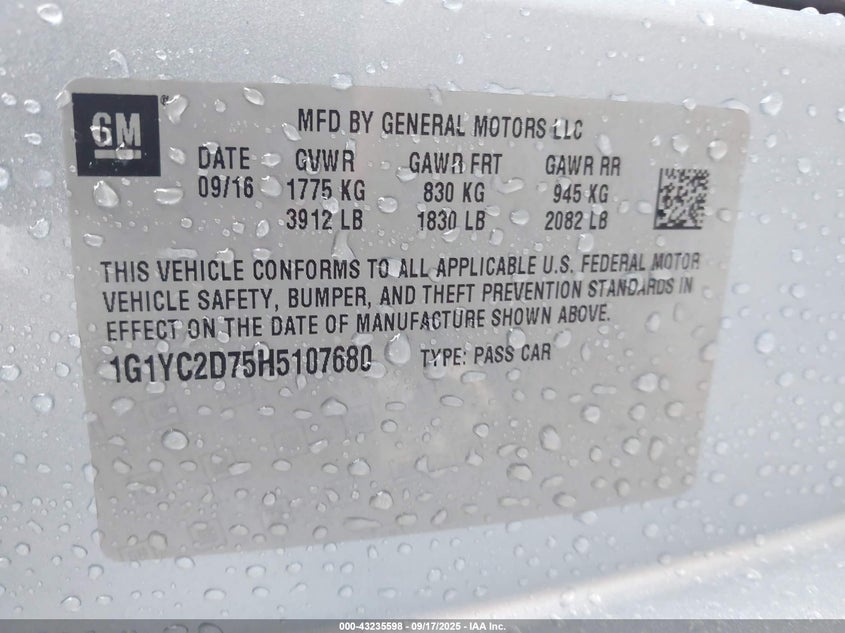 GM ®
MFD BY GENERAL MOTORS LLC
DATE GVWR GAWR FRT GAWR RR
09/16 1775 KG 830 KG 945 KG
3912 LB 1830 LB 2082 LB
THIS VEHICLE CONFORMS TO ALL APPLICABLE U.S. FEDERAL MOTOR
VEHICLE SAFETY, BUMPER, AND THEFT PREVENTION STANDARDS IN
EFFECT ON THE DATE OF MANUFACTURE SHOWN ABOVE.
1G1YC2D75H5107680 TYPE: PASS CAR
000-43235598 - 09/17/2025 - IAA Inc.